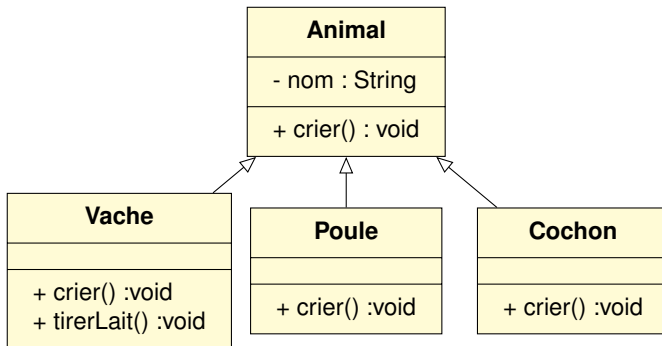 Animal
- nom : String
+ crier() : void
Vache
+ crier() :void
+ tirerLait() :void
Poule
+ crier() :void
Cochon
+ crier() :void